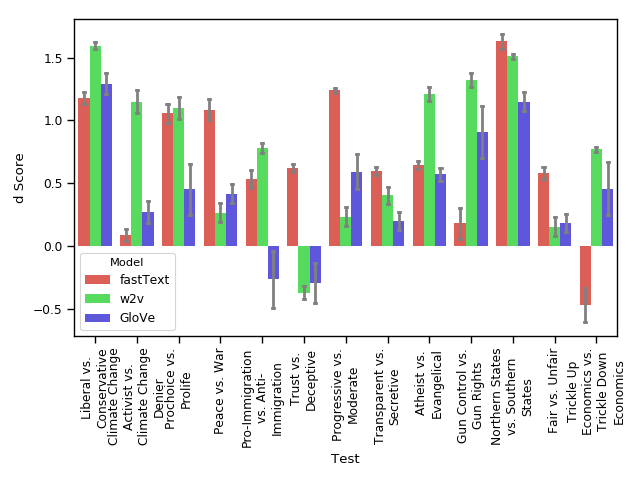 1.5
1.0
0.5
0.0
−0.5
d Score
Model
fastText
w2v
GloVe
Liberal vs.
Conservative
Climate Change
Activist vs.
Climate Change
Denier
Prochoice vs.
Prolife
Peace vs. War
Pro-Immigration
vs. Anti-
Immigration
Trust vs.
Deceptive
Progressive vs.
Moderate
Transparent vs.
Secretive
Atheist vs.
Evangelical
Gun Control vs.
Gun Rights
Northern States
vs. Southern
States
Fair vs. Unfair
Trickle Up
Economics vs.
Trickle Down
Economics
Test